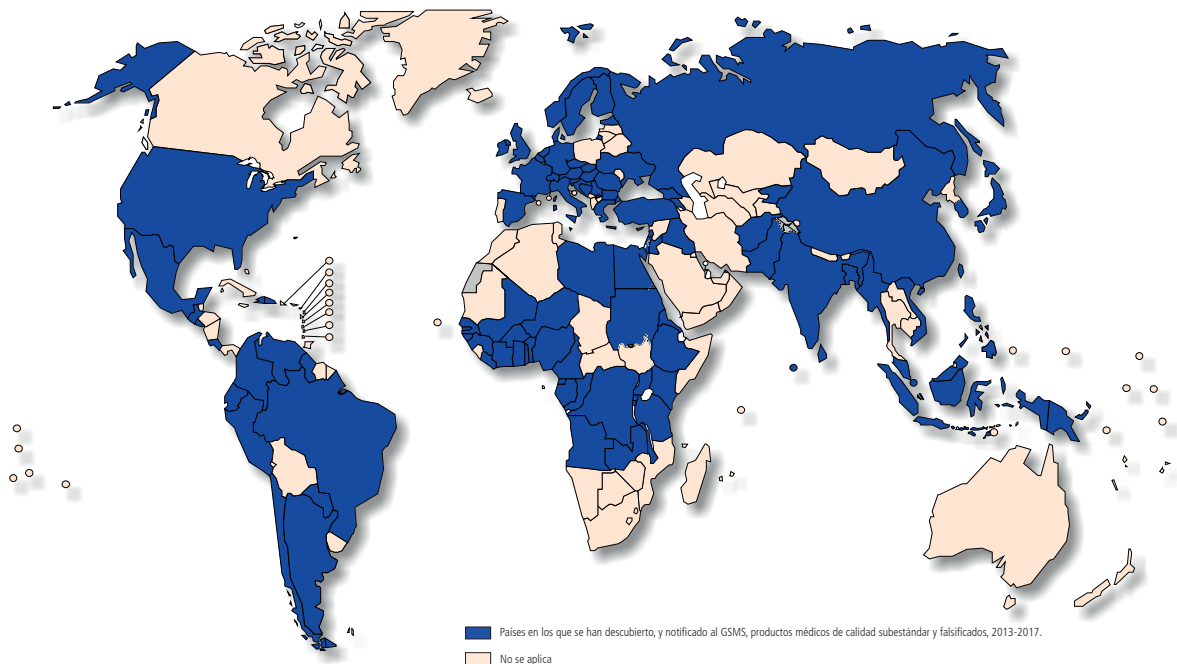 Países en los que se han descubierto, y notificado al GSMS, productos médicos de calidad subestándar y falsificados, 2013-2017.
No se aplica